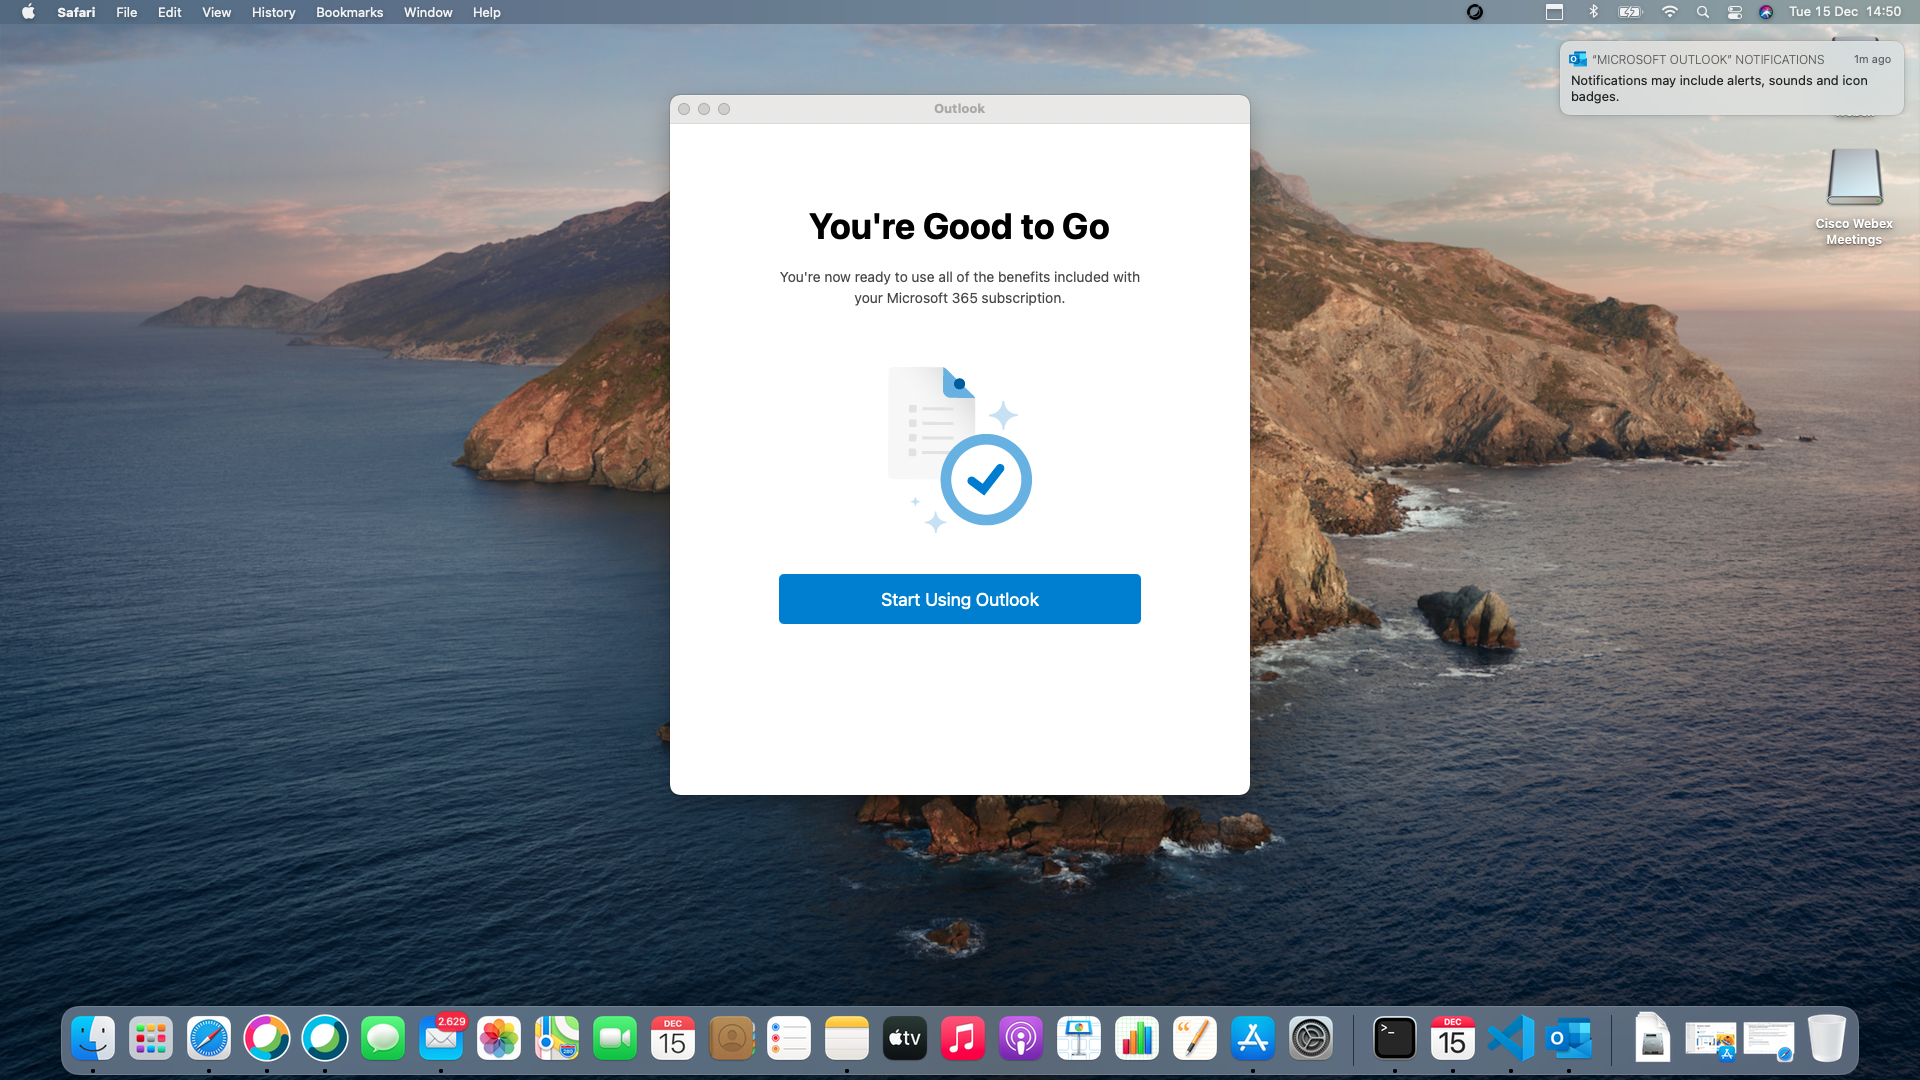 Safari File Edit View History Bookmarks Window Help Tue 15 Dec 14:50
"MICROSOFT OUTLOOK" NOTIFICATIONS 1m ago
Notifications may include alerts, sounds and icon
badges.
Cisco Webex
Meetings
Outlook
You're Good to Go
You're now ready to use all of the benefits included with
your Microsoft 365 subscription.
Start Using Outlook
2.629
DEC
15
tv
DEC
15